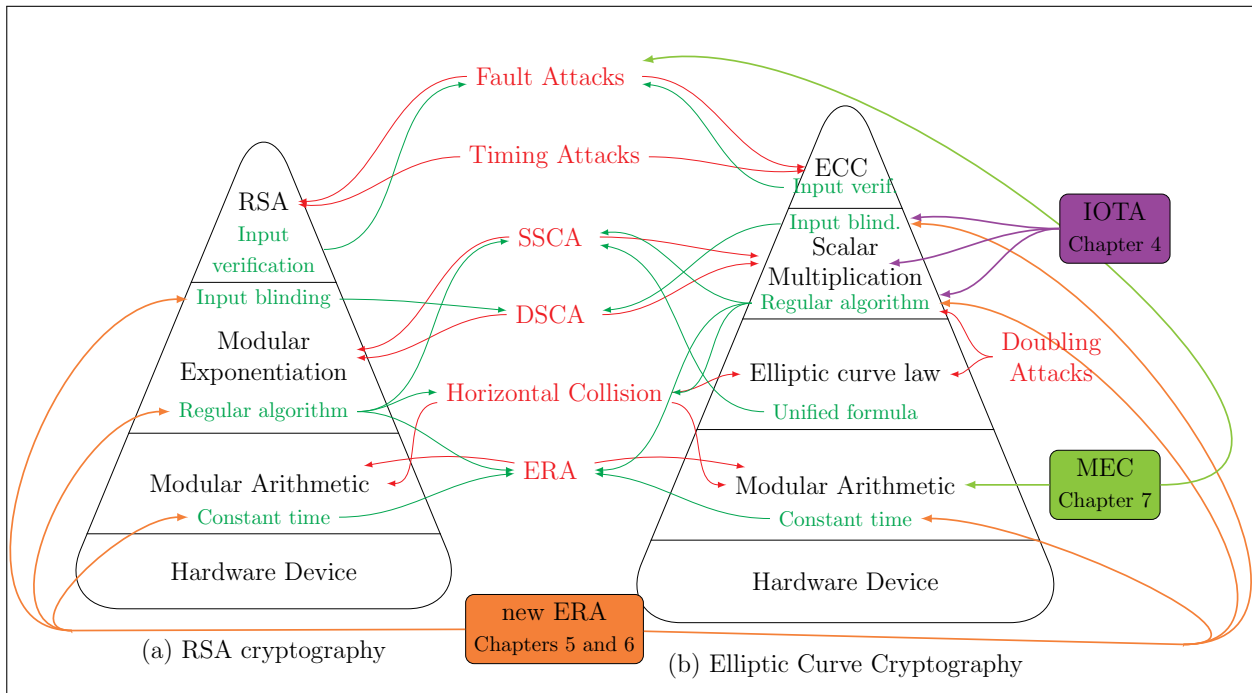 Fault Attacks
Timing Attacks
SSCA
DSCA
Horizontal Collision
ERA
RSA
Input
verification
Input blinding
Modular
Exponentiation
Regular algorithm
Modular Arithmetic
Constant time
Hardware Device
(a) RSA cryptography
ECC
Input verif.
Input blind.
Scalar
Multiplication
Regular algorithm
Elliptic curve law
Unified formula
Modular Arithmetic
Constant time
Hardware Device
(b) Elliptic Curve Cryptography
Doubling
Attacks
IOTA
Chapter 4
MEC
Chapter 7
new ERA
Chapters 5 and 6